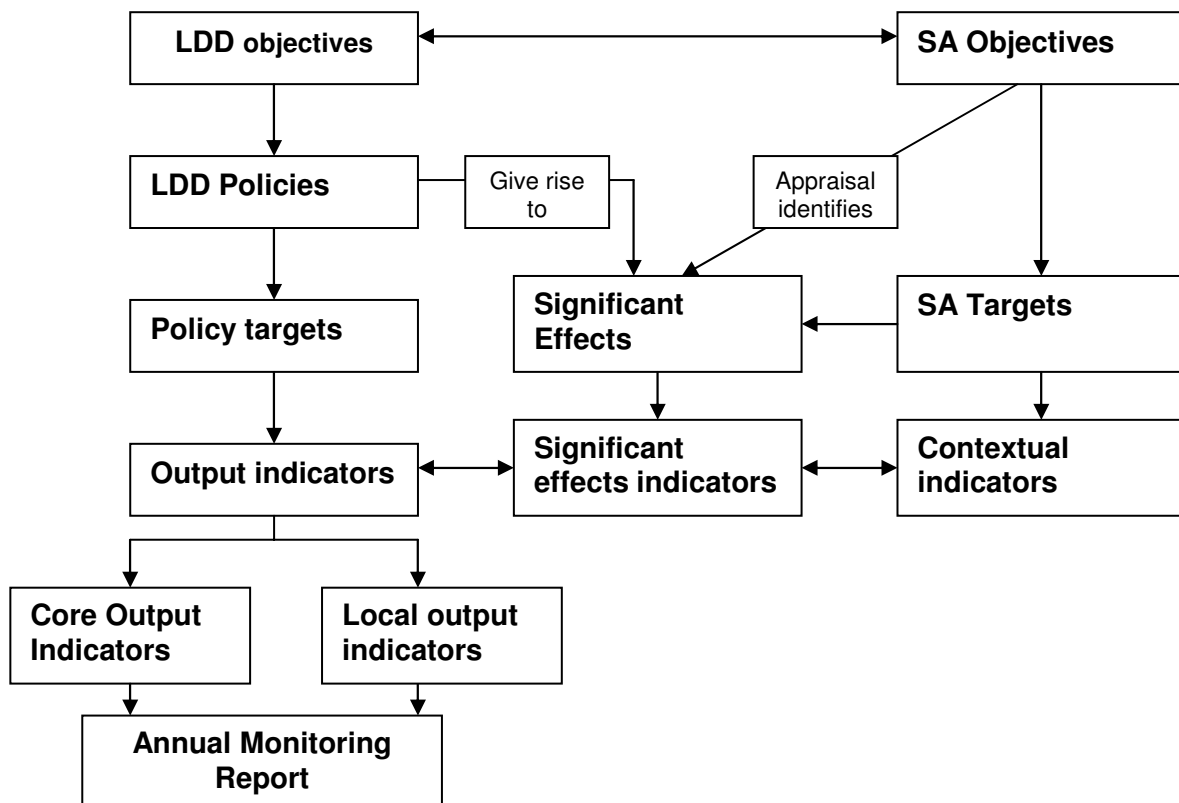 LDD objectives
SA Objectives
LDD Policies
Give rise
to
Appraisal
identifies
Policy targets
Significant
Effects
SA Targets
Output indicators
Significant
effects indicators
Contextual
indicators
Core Output
Indicators
Local output
indicators
Annual Monitoring
Report